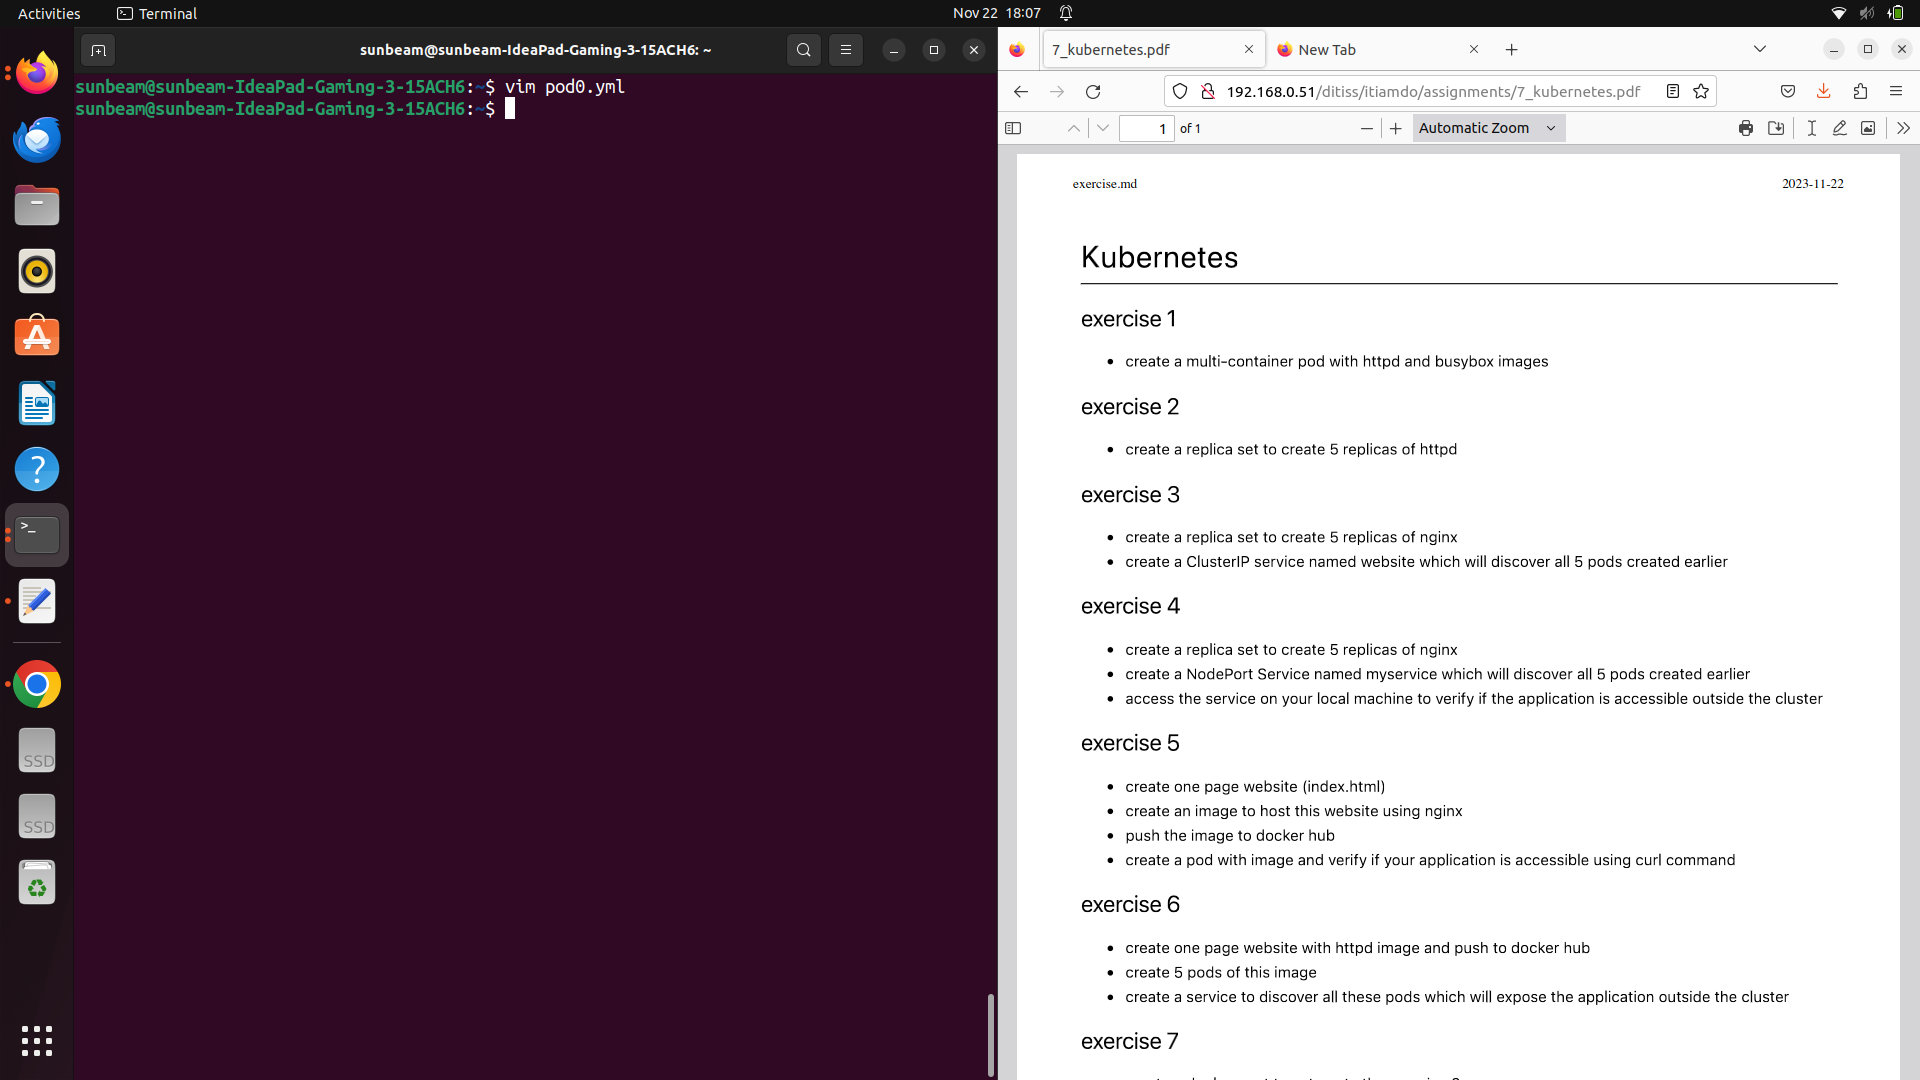 Activities
Terminal
Nov 22 18:07
sunbeam@sunbeam-IdeaPad-Gaming-3-15ACH6: ~
sunbeam@sunbeam-IdeaPad-Gaming-3-15ACH6:~$ vim pod0.yml
sunbeam@sunbeam-IdeaPad-Gaming-3-15ACH6:~$
SSD
SSD
7_kubernetes.pdf
New Tab
192.168.0.51/ditiss/itiamdo/assignments/7_kubernetes.pdf
1 of 1
Automatic Zoom
exercise.md
2023-11-22
Kubernetes
exercise 1
• create a multi-container pod with httpd and busybox images
exercise 2
• create a replica set to create 5 replicas of httpd
exercise 3
• create a replica set to create 5 replicas of nginx
• create a ClusterIP service named website which will discover all 5 pods created earlier
exercise 4
• create a replica set to create 5 replicas of nginx
• create a NodePort Service named myservice which will discover all 5 pods created earlier
• access the service on your local machine to verify if the application is accessible outside the cluster
exercise 5
• create one page website (index.html)
• create an image to host this website using nginx
• push the image to docker hub
• create a pod with image and verify if your application is accessible using curl command
exercise 6
• create one page website with httpd image and push to docker hub
• create 5 pods of this image
• create a service to discover all these pods which will expose the application outside the cluster
exercise 7